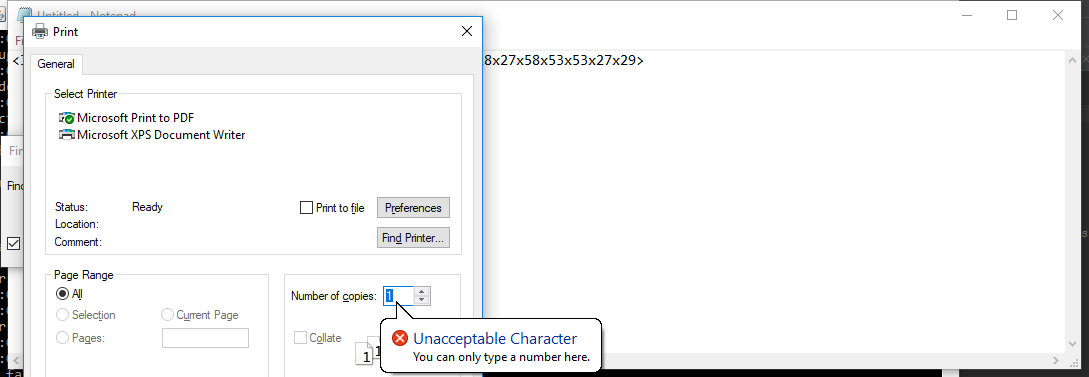 Untitled - Notepad
Print
General
8x27x58x53x53x27x29>
Select Printer
Microsoft Print to PDF
Microsoft XPS Document Writer
Status: Ready
Print to file
Preferences
Location:
Comment:
Find Printer...
Page Range
All
Number of copies: 1
Selection
Current Page
Pages:
Collate
1
1
Unacceptable Character
You can only type a number here.